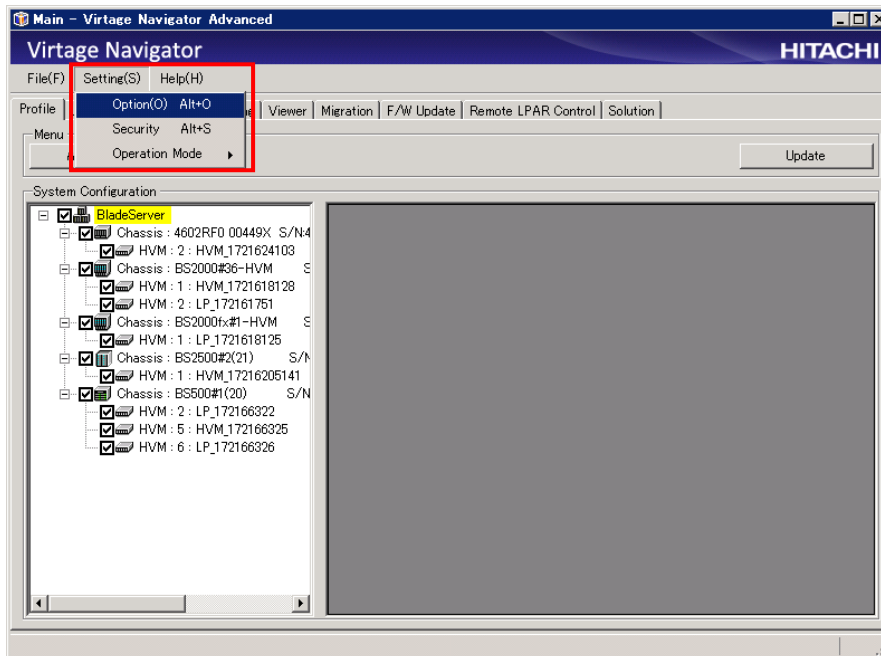 Main - Virtage Navigator Advanced
Virtage Navigator
HITACHI
File(F) Setting(S) Help(H)
Option(O) Alt+O
Security Alt+S
Operation Mode
Profile Viewer Migration F/W Update Remote LPAR Control Solution
Menu
Update
System Configuration
BladeServer
Chassis : 4602RF0 00449X S/N:4
HVM : 2 : HVM_1721624103
Chassis : BS2000#36-HVM S
HVM : 1 : HVM_1721618128
HVM : 2 : LP_172161751
Chassis : BS2000fx#1-HVM S
HVM : 1 : LP_1721618125
Chassis : BS2500#2(21) S/N
HVM : 1 : HVM_17216205141
Chassis : BS500#1(20) S/N
HVM : 2 : LP_172166322
HVM : 5 : HVM_172166325
HVM : 6 : LP_172166326